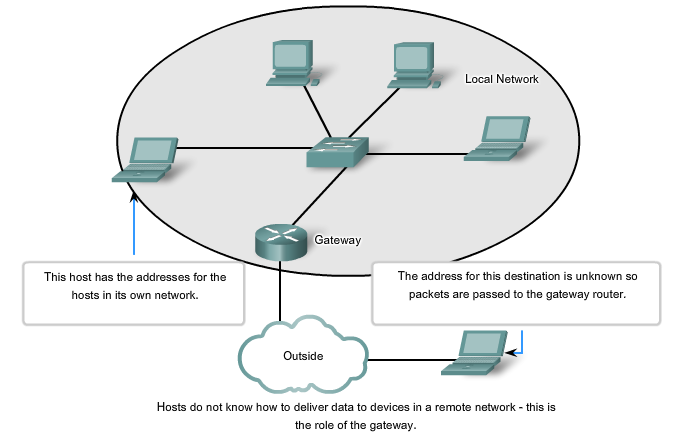 Local Network
Gateway
This host has the addresses for the
hosts in its own network.
The address for this destination is unknown so
packets are passed to the gateway router.
Outside
Hosts do not know how to deliver data to devices in a remote network - this is
the role of the gateway.